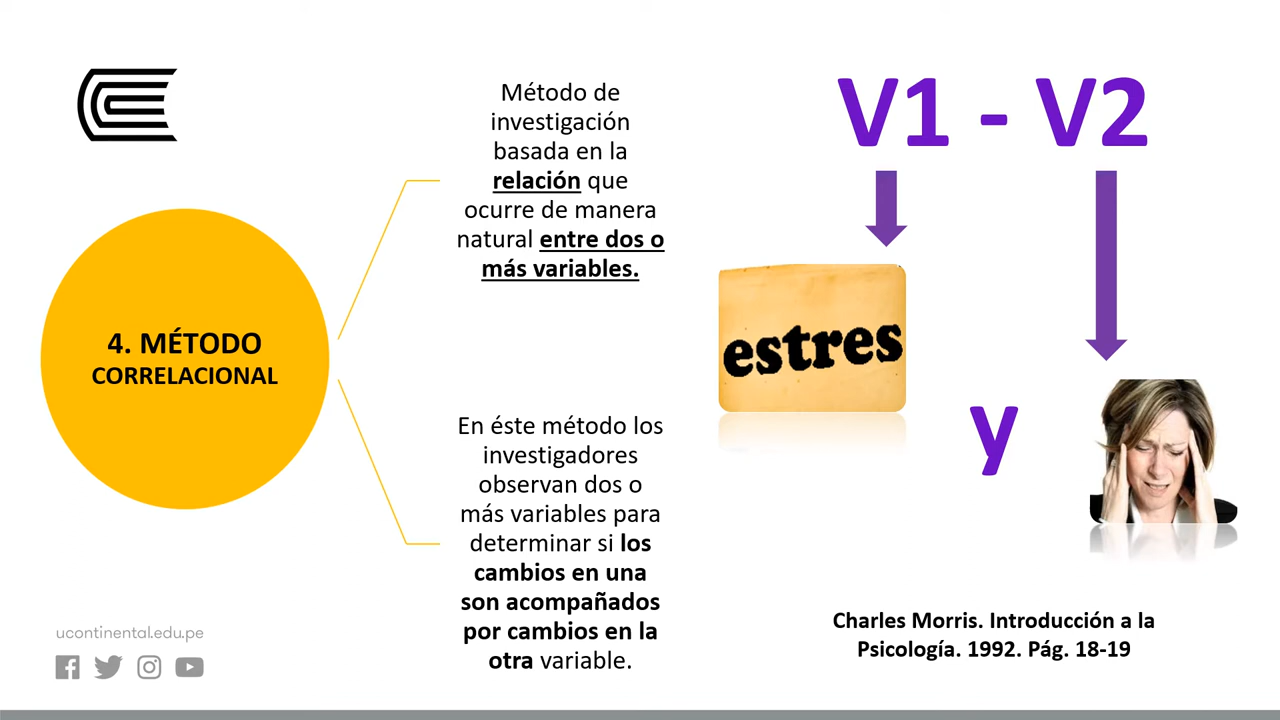 4. MÉTODO
CORRELACIONAL
Método de
investigación
basada en la
relación que
ocurre de manera
natural entre dos o
más variables.
En éste método los
investigadores
observan dos o
más variables para
determinar si los
cambios en una
son acompañados
por cambios en la
otra variable.
V1 - V2
estres
y
Charles Morris. Introducción a la
Psicología. 1992. Pág. 18-19
ucontinental.edu.pe